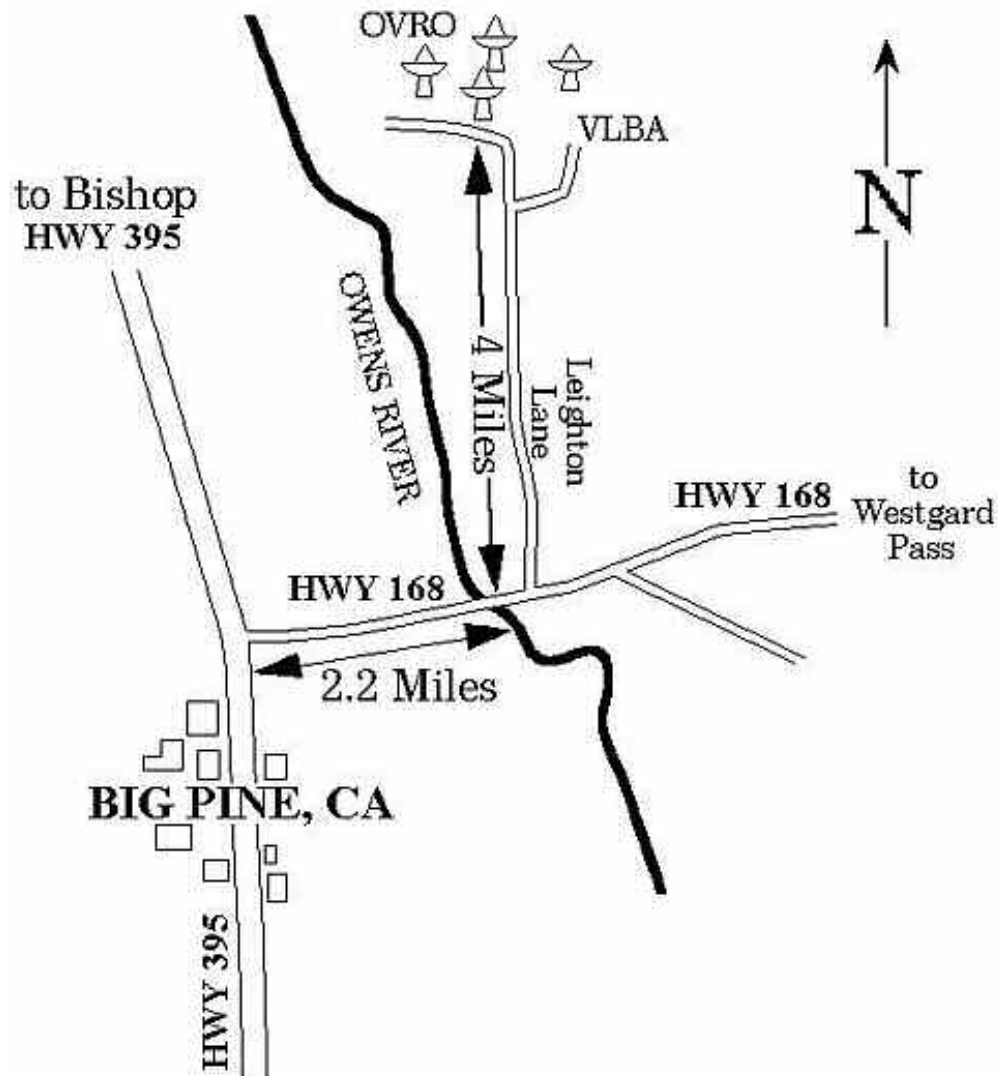 OVRO
VLBA
to Bishop
HWY 395
N
OWENS RIVER
4 Miles
Leighton
Lane
HWY 168
to
Westgard
Pass
HWY 168
2.2 Miles
BIG PINE, CA
HWY 395